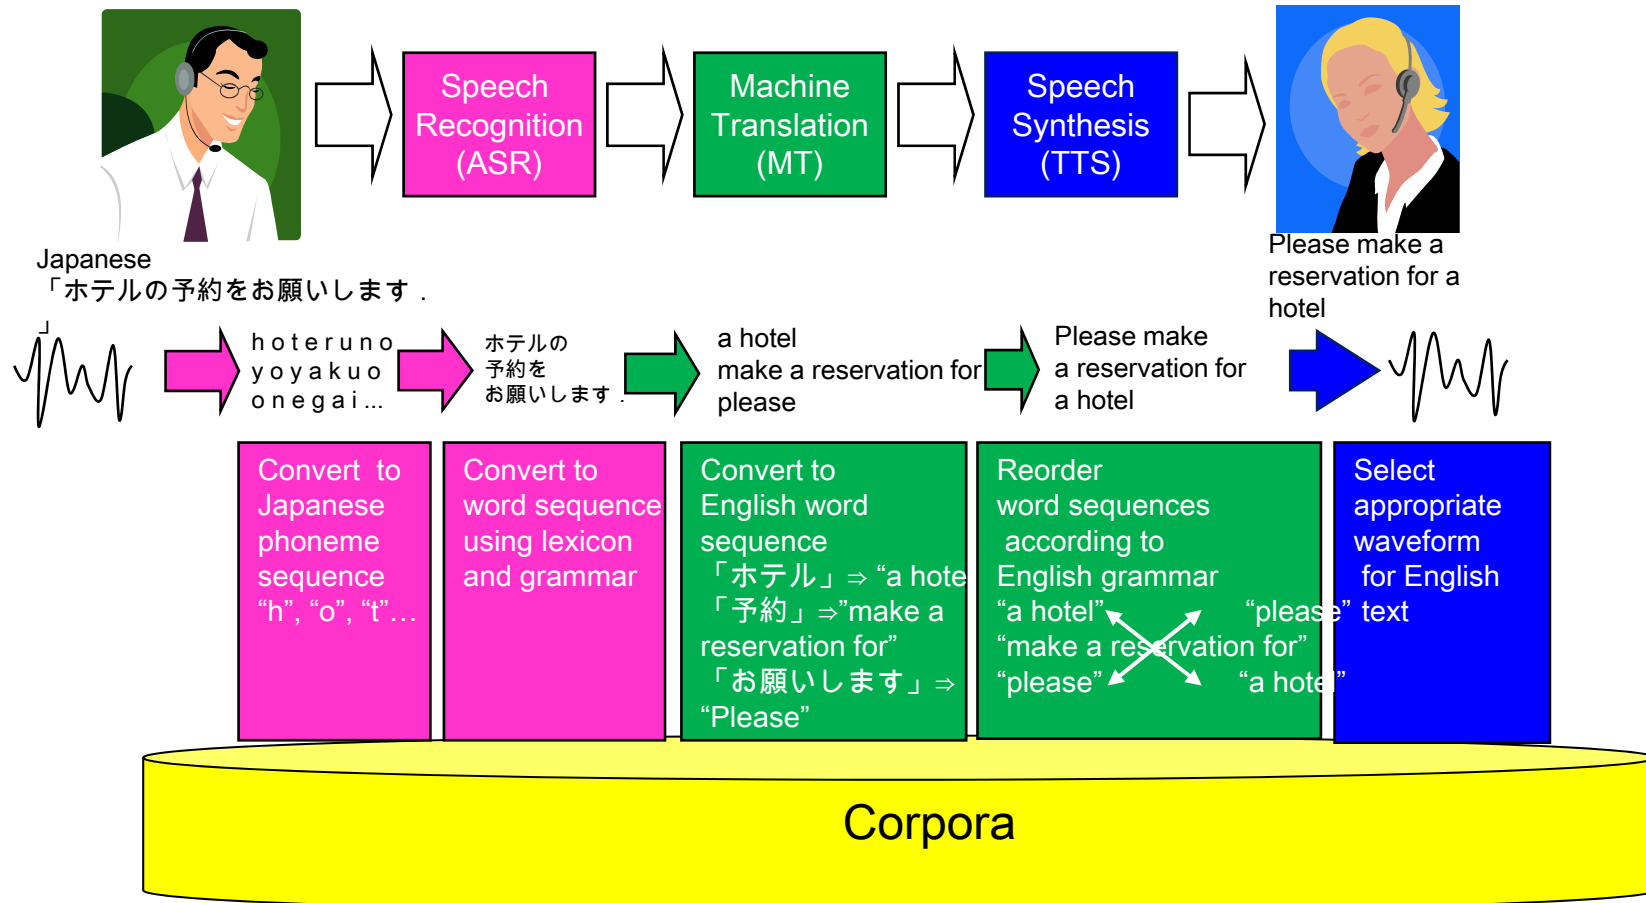 Speech
Recognition
(ASR)
Machine
Translation
(MT)
Speech
Synthesis
(TTS)
Japanese
「ホテルの予約をお願いします．
」
Please make a
reservation for a
hotel
h o t e r u n o
y o y a k u o
o n e g a i ...
ホテルの
予約を
お願いします．
a hotel
make a reservation for
please
Please make
a reservation for
a hotel
Convert to
Japanese
phoneme
sequence
“h”, “o”, “t”…
Convert to
word sequence
using lexicon
and grammar
Convert to
English word
sequence
「ホテル」⇒ “a hote
「予約」⇒”make a
reservation for”
「お願いします」⇒
“Please”
Reorder
word sequences
according to
English grammar
“a hotel” “please”
“make a reservation for”
“please” “a hotel”
Select
appropriate
waveform
for English
text
Corpora